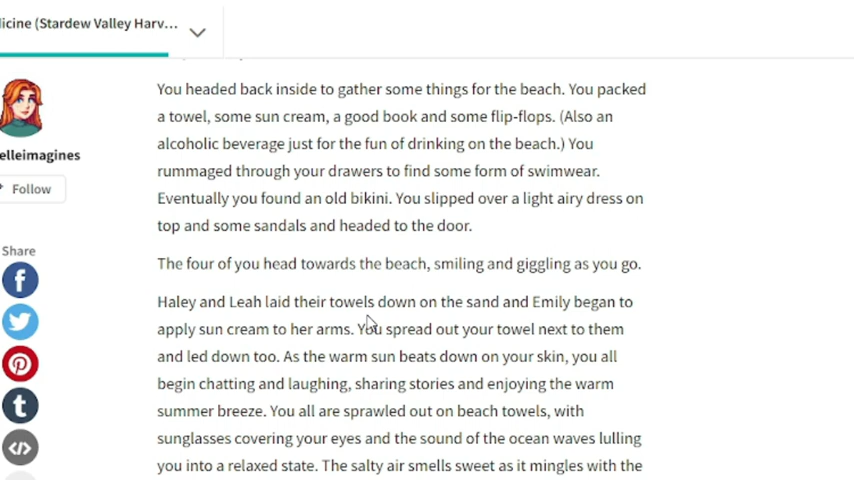 dicine (Stardew Valley Harv...
You headed back inside to gather some things for the beach. You packed
a towel, some sun cream, a good book and some flip-flops. (Also an
alcoholic beverage just for the fun of drinking on the beach.) You
rummaged through your drawers to find some form of swimwear.
Eventually you found an old bikini. You slipped over a light airy dress on
top and some sandals and headed to the door.
The four of you head towards the beach, smiling and giggling as you go.
Haley and Leah laid their towels down on the sand and Emily began to
apply sun cream to her arms. You spread out your towel next to them
and led down too. As the warm sun beats down on your skin, you all
begin chatting and laughing, sharing stories and enjoying the warm
summer breeze. You all are sprawled out on beach towels, with
sunglasses covering your eyes and the sound of the ocean waves lulling
you into a relaxed state. The salty air smells sweet as it mingles with the
elleimagines
Follow
Share